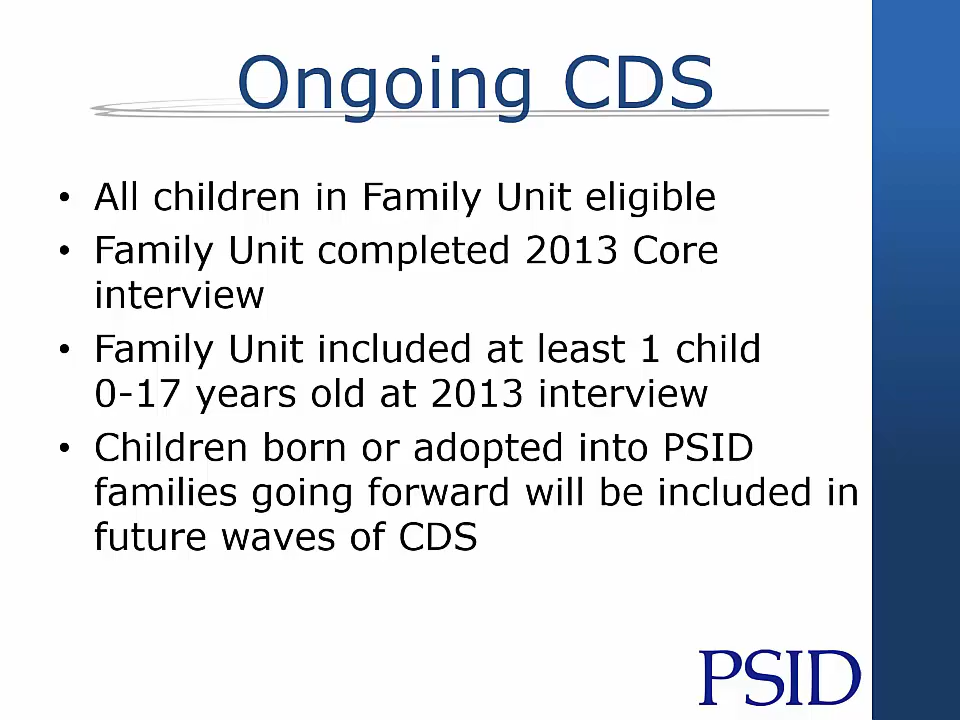 Ongoing CDS
• All children in Family Unit eligible
• Family Unit completed 2013 Core
interview
• Family Unit included at least 1 child
0-17 years old at 2013 interview
• Children born or adopted into PSID
families going forward will be included in
future waves of CDS
PSID